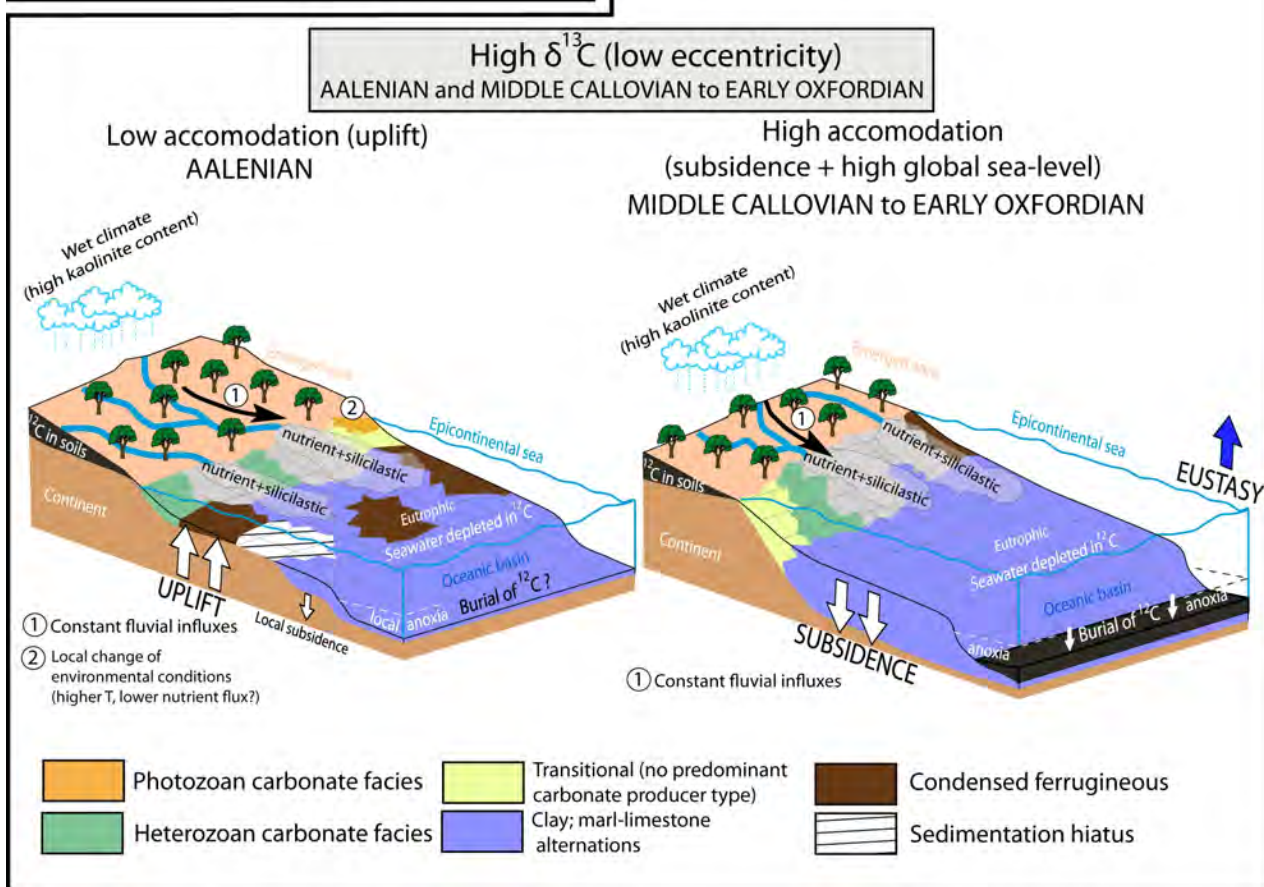 High δ¹³C (low eccentricity)
AALENIAN and MIDDLE CALLOVIAN to EARLY OXFORDIAN
Low accomodation (uplift)
AALENIAN
Wet climate
(high kaolinite content)
Emergent area
1
2
Epicontinental sea
¹²C in soils
nutrient+silicilastic
nutrient+silicilastic
Continent
Eutrophic
Seawater depleted in ¹²C
Oceanic basin
Burial of ¹²C ?
UPLIFT
Local subsidence
local anoxia
1 Constant fluvial influxes
2 Local change of
environmental conditions
(higher T, lower nutrient flux?)
High accomodation
(subsidence + high global sea-level)
MIDDLE CALLOVIAN to EARLY OXFORDIAN
Wet climate
(high kaolinite content)
Emergent area
1
Epicontinental sea
EUSTASY
¹²C in soils
nutrient+silicilastic
nutrient+silicilastic
Continent
Eutrophic
Seawater depleted in ¹²C
Oceanic basin
anoxia
Burial of ¹²C
anoxia
SUBSIDENCE
1 Constant fluvial influxes
Photozoan carbonate facies
Heterozoan carbonate facies
Transitional (no predominant
carbonate producer type)
Clay; marl-limestone
alternations
Condensed ferrugineous
Sedimentation hiatus